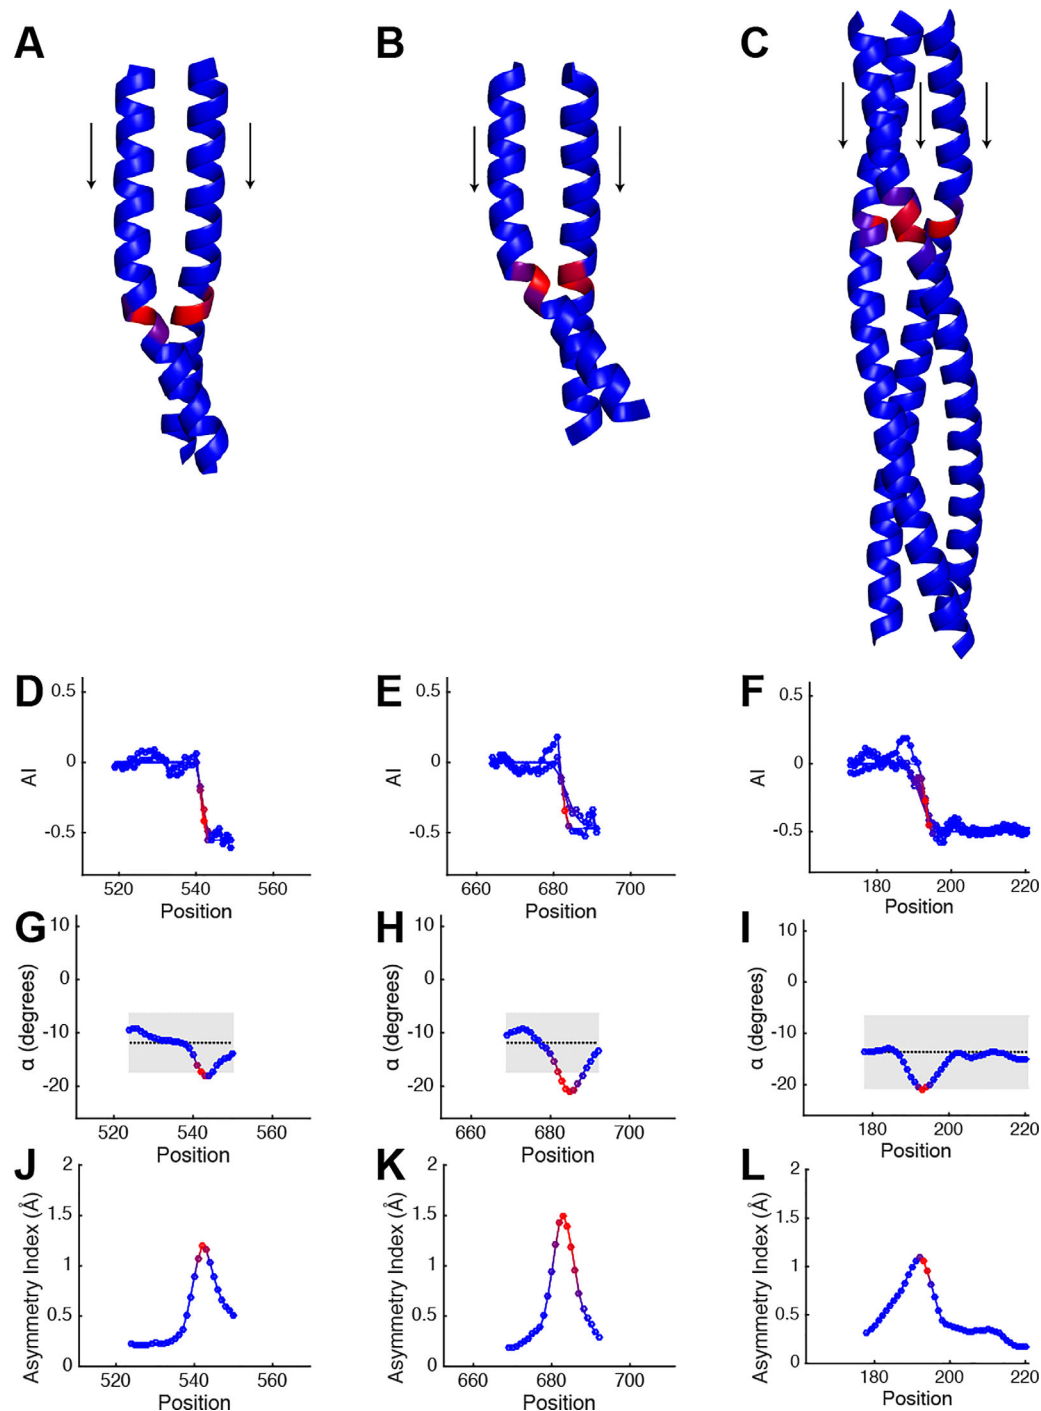 A
B
C
D
0.5
0
-0.5
AI
520
540
560
Position
E
0.5
0
-0.5
AI
660
680
700
Position
F
0.5
0
-0.5
AI
180
200
220
Position
G
10
0
-10
-20
α (degrees)
520
540
560
Position
H
10
0
-10
-20
α (degrees)
660
680
700
Position
I
10
0
-10
-20
α (degrees)
180
200
220
Position
J
2
1.5
1
0.5
0
Asymmetry Index (Å)
520
540
560
Position
K
2
1.5
1
0.5
0
Asymmetry Index (Å)
660
680
700
Position
L
2
1.5
1
0.5
0
Asymmetry Index (Å)
180
200
220
Position